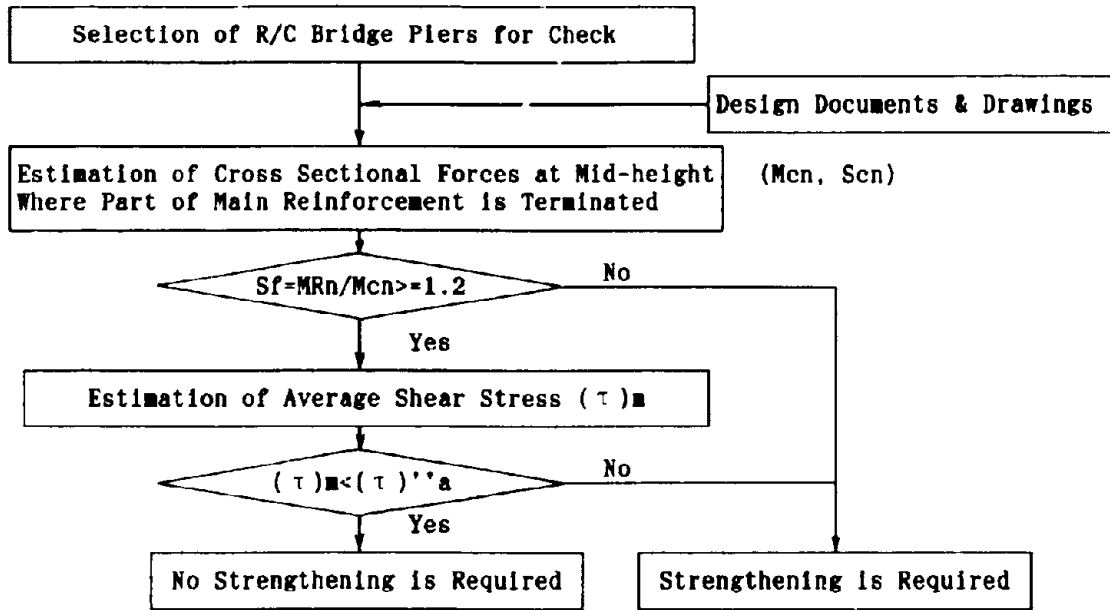 Selection of R/C Bridge Piers for Check
Design Documents & Drawings
Estimation of Cross Sectional Forces at Mid-height (Mcn, Scn)
Where Part of Main Reinforcement is Terminated
Sf=MRn/Mcn>=1.2
No
Yes
Estimation of Average Shear Stress (τ)m
(τ)m<(τ)''a
No
Yes
No Strengthening is Required
Strengthening is Required